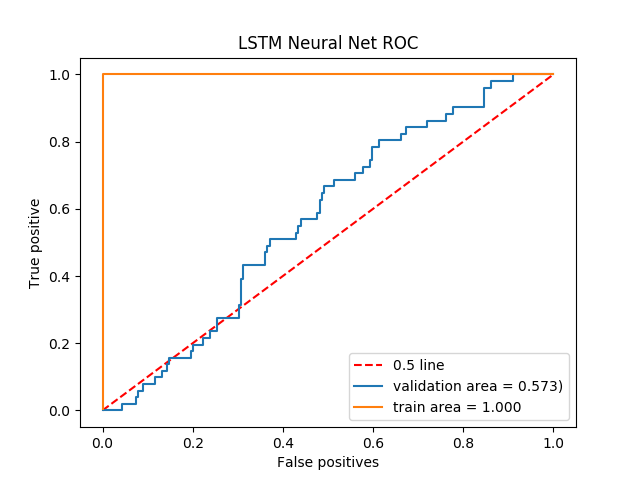 LSTM Neural Net ROC
1.0
0.8
0.6
0.4
0.2
0.0
True positive
0.5 line
validation area = 0.573)
train area = 1.000
0.0 0.2 0.4 0.6 0.8 1.0
False positives